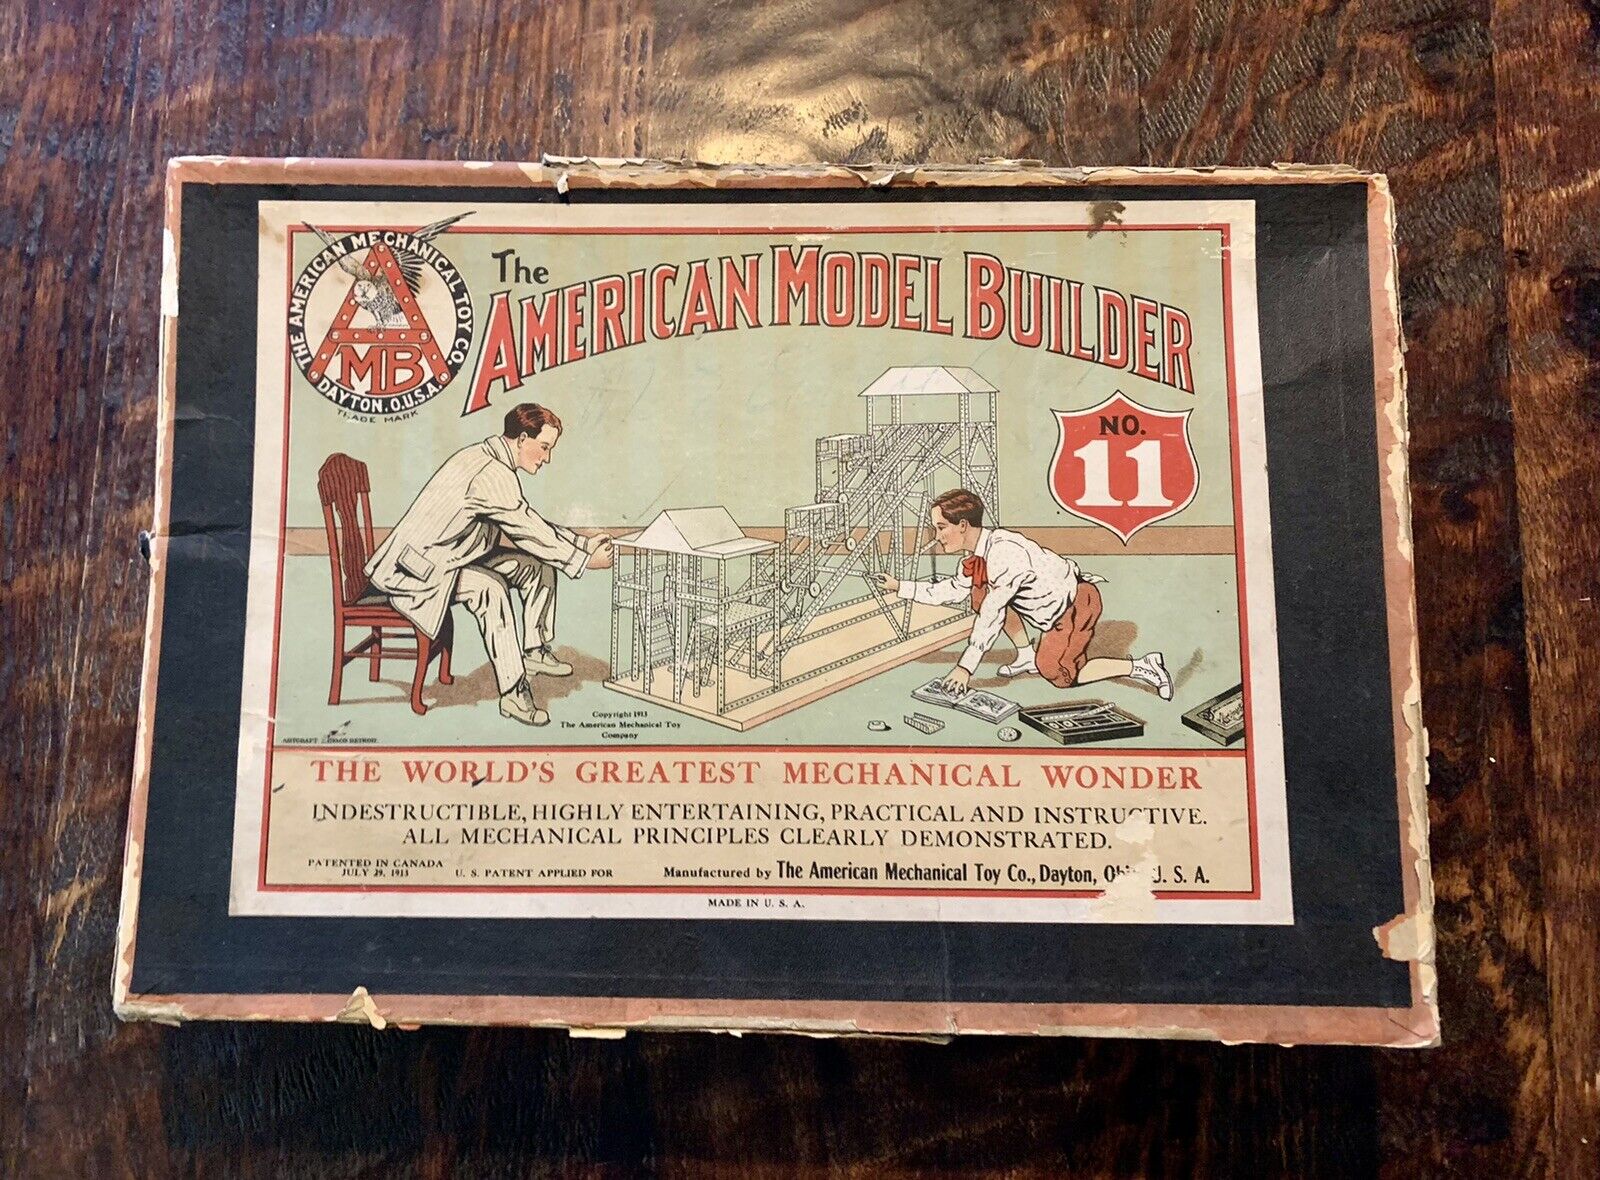 THE AMERICAN MECHANICAL TOY CO.
DAYTON, O. U.S.A.
AMB
TRADE MARK
The
AMERICAN MODEL BUILDER
NO.
11
Copyright 1913
The American Mechanical Toy
Company
ARTCRAFT DETROIT
THE WORLD'S GREATEST MECHANICAL WONDER
INDESTRUCTIBLE, HIGHLY ENTERTAINING, PRACTICAL AND INSTRUCTIVE.
ALL MECHANICAL PRINCIPLES CLEARLY DEMONSTRATED.
PATENTED IN CANADA
JULY 29, 1913
U. S. PATENT APPLIED FOR
Manufactured by The American Mechanical Toy Co., Dayton, Ohio U. S. A.
MADE IN U. S. A.